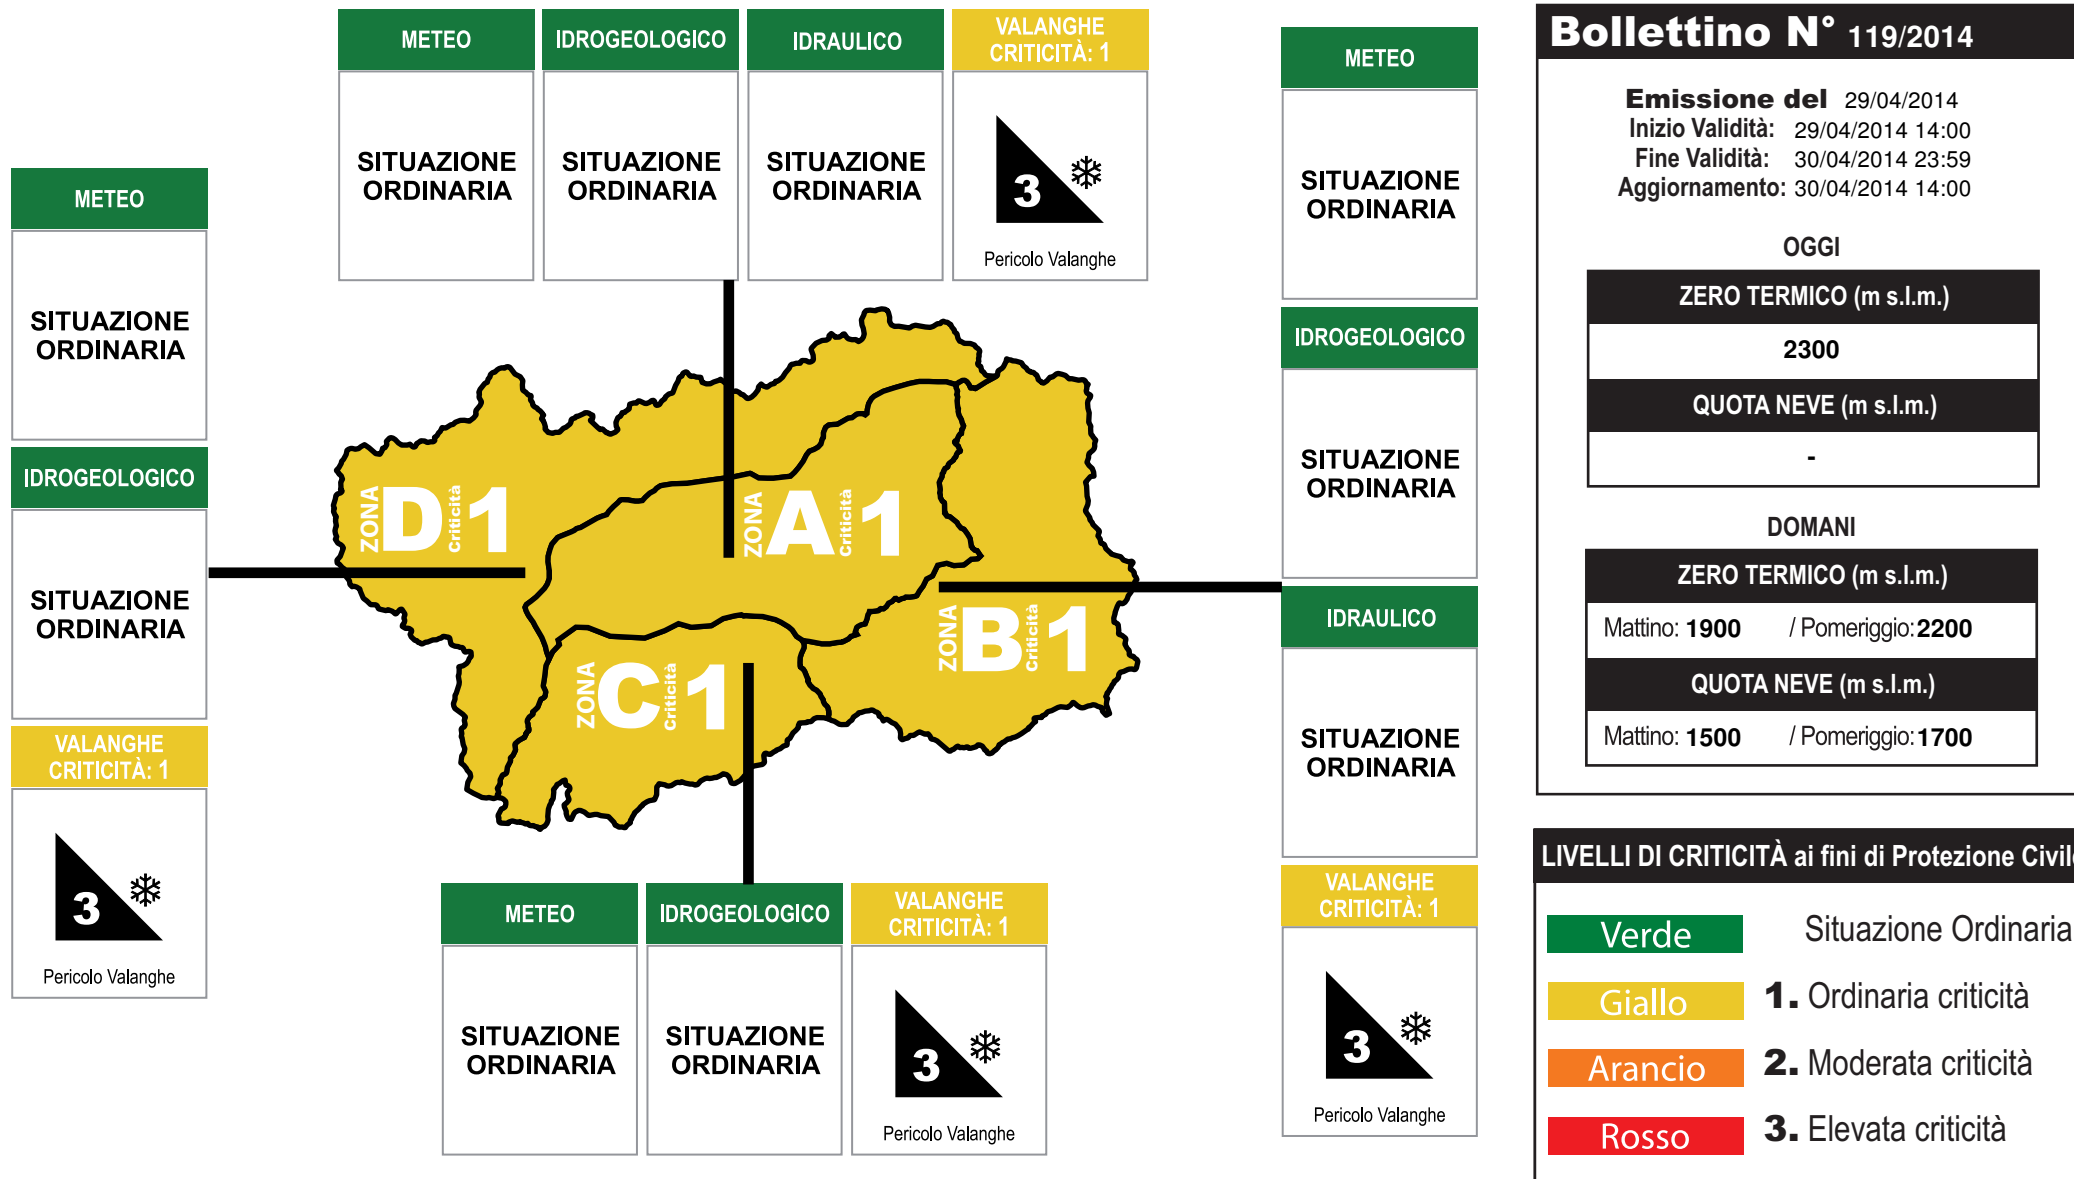 METEO
IDROGEOLOGICO
IDRAULICO
VALANGHE
CRITICITÀ: 1
SITUAZIONE
ORDINARIA
SITUAZIONE
ORDINARIA
SITUAZIONE
ORDINARIA
3
Pericolo Valanghe
METEO
SITUAZIONE
ORDINARIA
IDROGEOLOGICO
SITUAZIONE
ORDINARIA
VALANGHE
CRITICITÀ: 1
3
Pericolo Valanghe
ZONA D Criticità 1
ZONA A Criticità 1
ZONA B Criticità 1
ZONA C Criticità 1
METEO
IDROGEOLOGICO
VALANGHE
CRITICITÀ: 1
SITUAZIONE
ORDINARIA
SITUAZIONE
ORDINARIA
3
Pericolo Valanghe
METEO
SITUAZIONE
ORDINARIA
IDROGEOLOGICO
SITUAZIONE
ORDINARIA
IDRAULICO
SITUAZIONE
ORDINARIA
VALANGHE
CRITICITÀ: 1
3
Pericolo Valanghe
Bollettino N° 119/2014
Emissione del 29/04/2014
Inizio Validità: 29/04/2014 14:00
Fine Validità: 30/04/2014 23:59
Aggiornamento: 30/04/2014 14:00
OGGI
ZERO TERMICO (m s.l.m.)
2300
QUOTA NEVE (m s.l.m.)
-
DOMANI
ZERO TERMICO (m s.l.m.)
Mattino: 1900 / Pomeriggio: 2200
QUOTA NEVE (m s.l.m.)
Mattino: 1500 / Pomeriggio: 1700
LIVELLI DI CRITICITÀ ai fini di Protezione Civile
Verde Situazione Ordinaria
Giallo 1. Ordinaria criticità
Arancio 2. Moderata criticità
Rosso 3. Elevata criticità